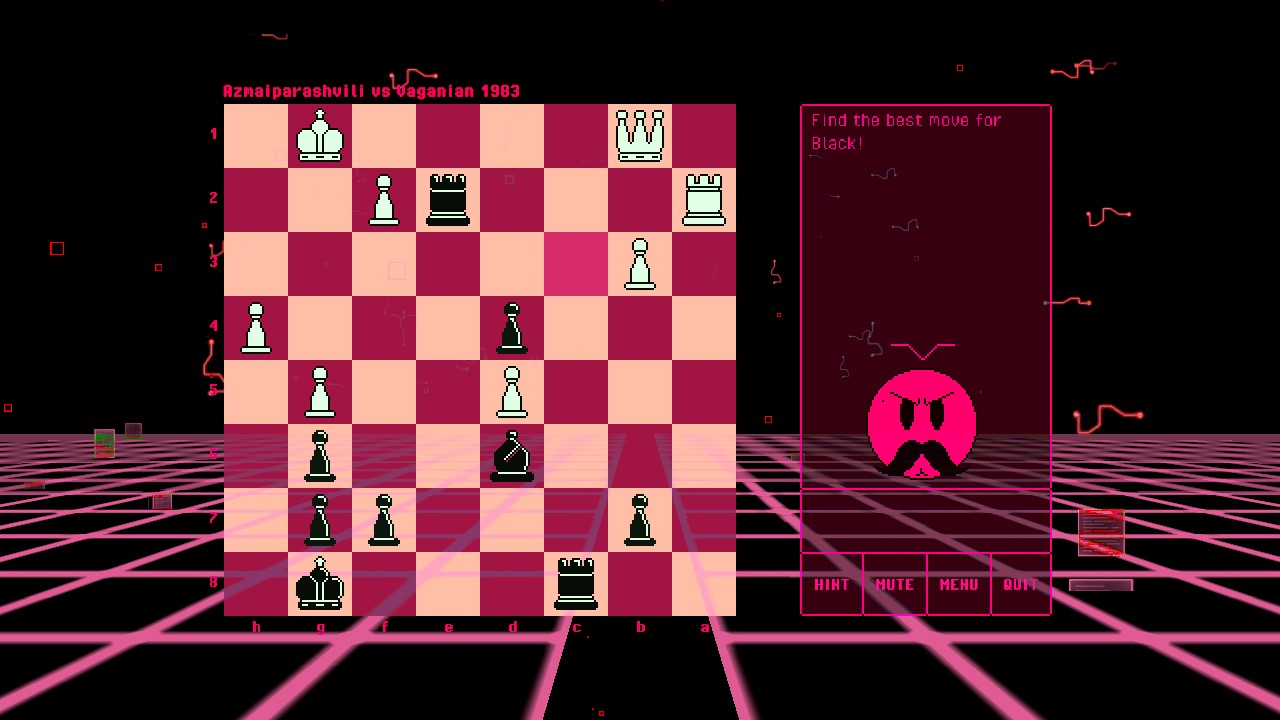 Azmaiparashvili vs Vaganian 1983
Find the best move for
Black!
1
2
3
4
5
6
7
8
h g f e d c b a
HINT MUTE MENU QUIT